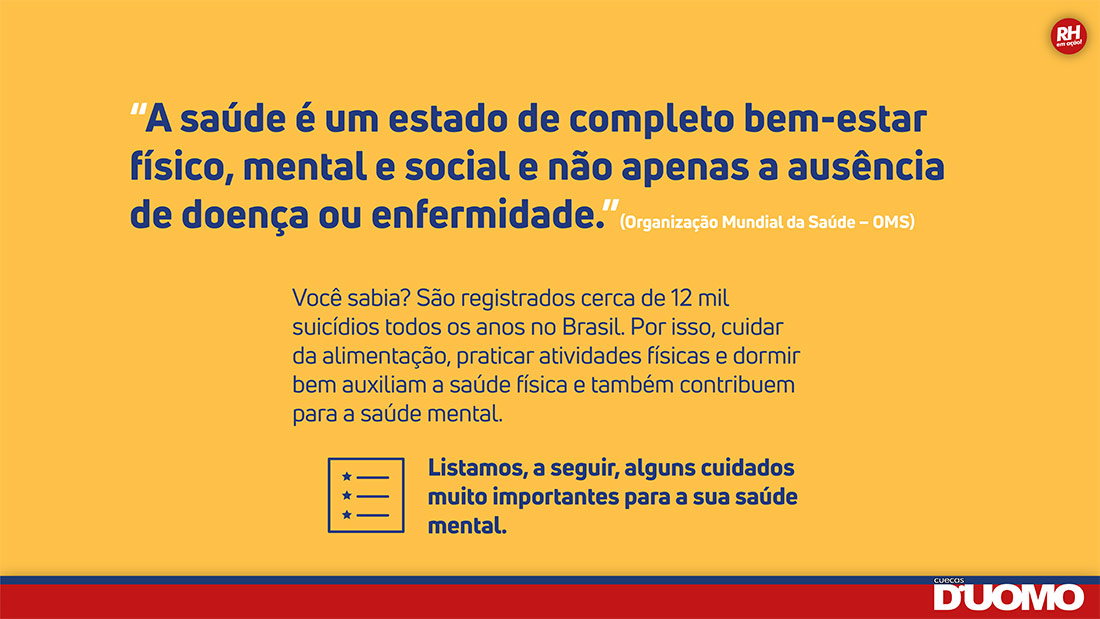 RH
em ação!
“A saúde é um estado de completo bem-estar
físico, mental e social e não apenas a ausência
de doença ou enfermidade.” (Organização Mundial da Saúde – OMS)
Você sabia? São registrados cerca de 12 mil
suicídios todos os anos no Brasil. Por isso, cuidar
da alimentação, praticar atividades físicas e dormir
bem auxiliam a saúde física e também contribuem
para a saúde mental.
Listamos, a seguir, alguns cuidados
muito importantes para a sua saúde
mental.
cuecas
D'UOMO